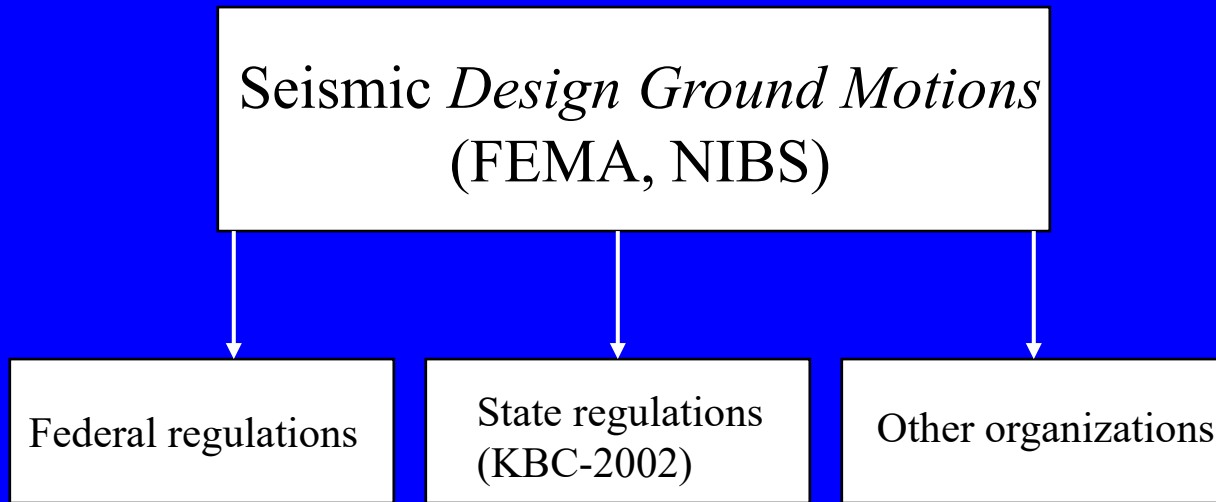 Seismic Design Ground Motions
(FEMA, NIBS)
Federal regulations
State regulations
(KBC-2002)
Other organizations